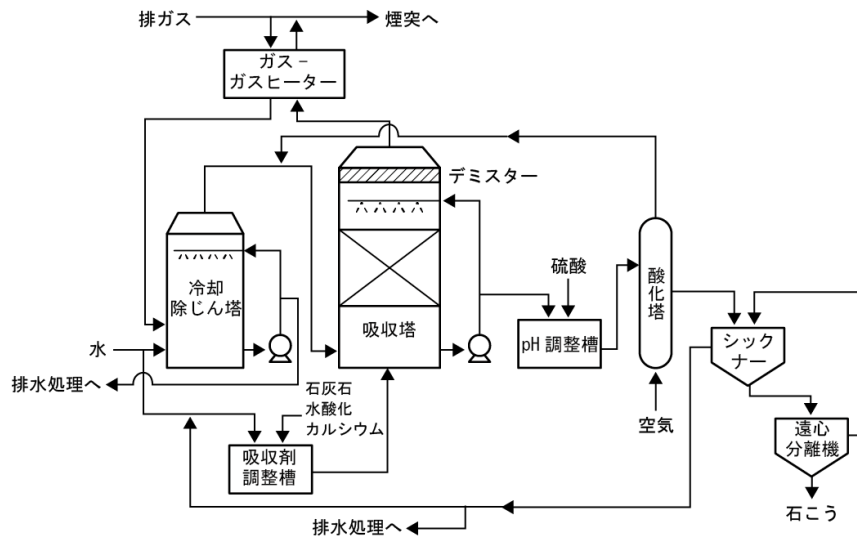 排ガス
煙突へ
ガス－
ガスヒーター
デミスター
冷却
除じん塔
硫酸
酸化塔
吸収塔
pH 調整槽
シック
ナー
水
排水処理へ
石灰石
水酸化
カルシウム
空気
遠心
分離機
吸収剤
調整槽
石こう
排水処理へ